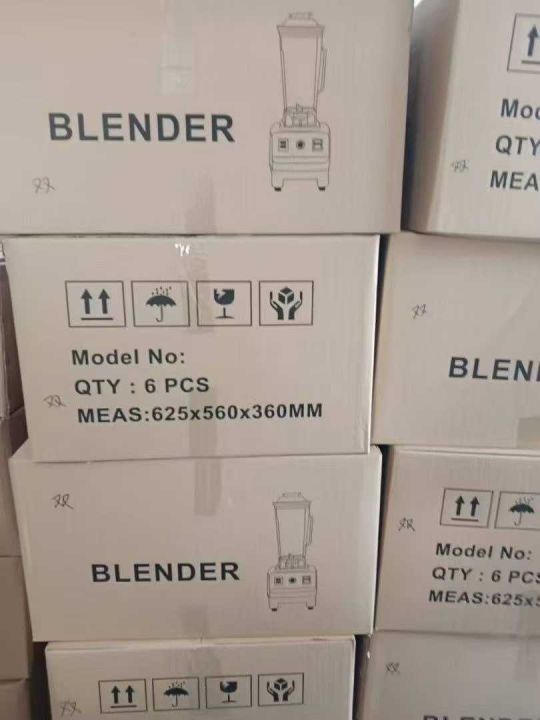 BLENDER
Model No:
QTY : 6 PCS
MEAS:625x560x360MM
BLENDER
Mod
QTY
MEA
BLEN
Model No:
QTY : 6 PCS
MEAS:625x5